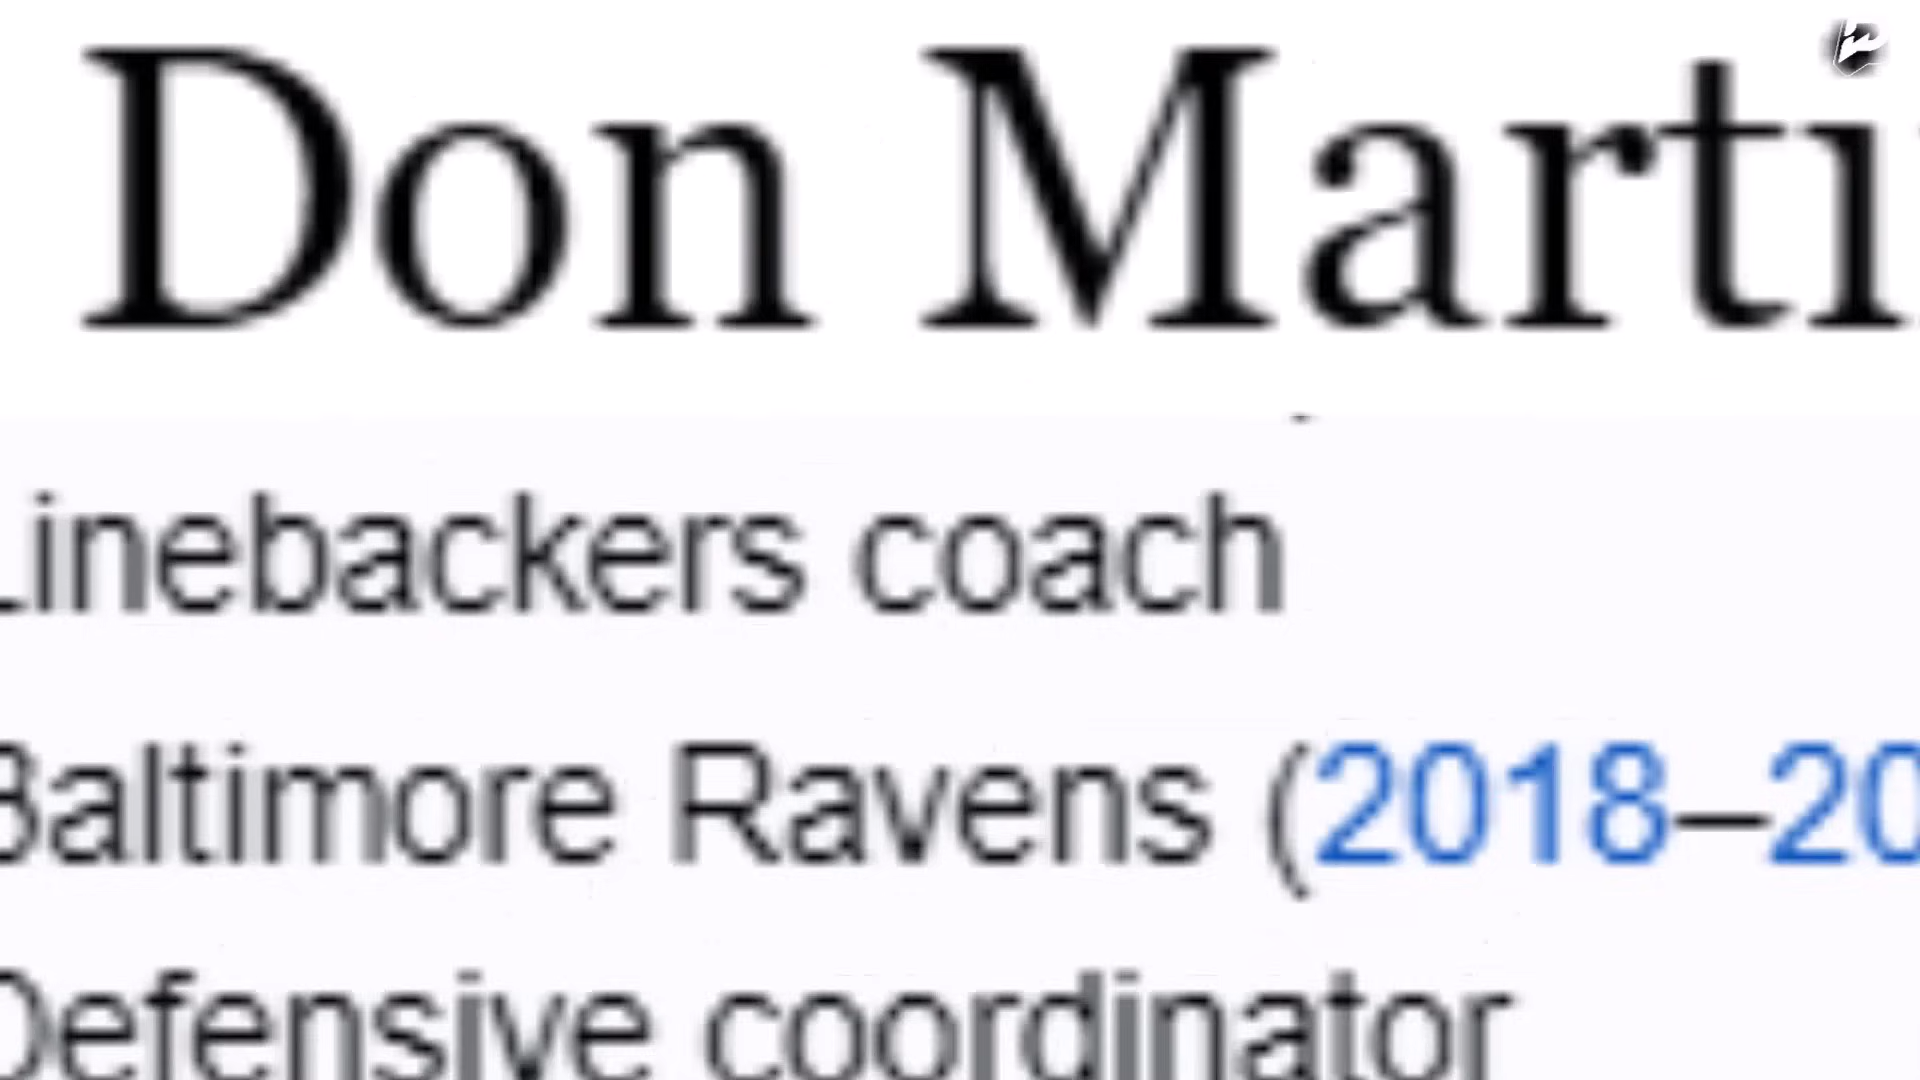 Don Marti
Linebackers coach
Baltimore Ravens (2018–20
Defensive coordinator